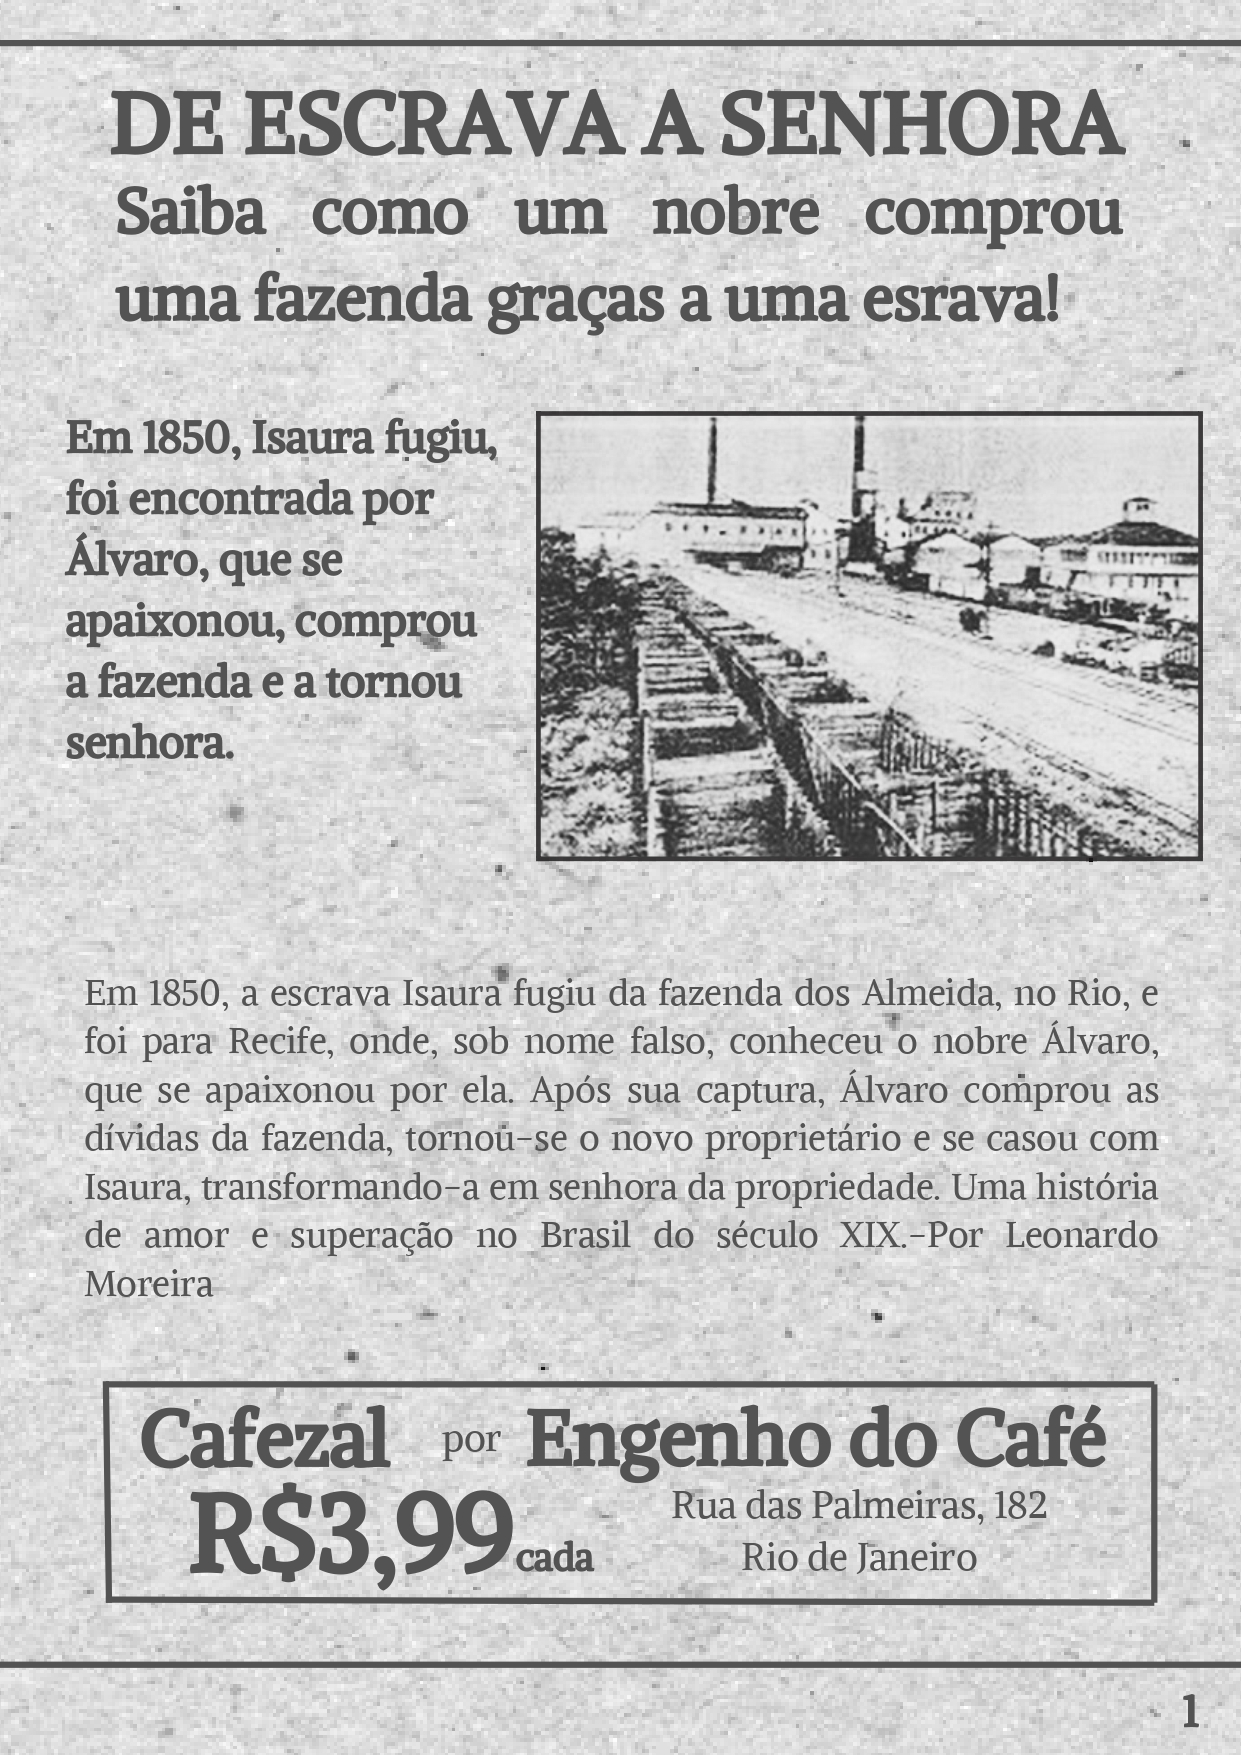 DE ESCRAVA A SENHORA
Saiba como um nobre comprou
uma fazenda graças a uma esrava!
Em 1850, Isaura fugiu,
foi encontrada por
Álvaro, que se
apaixonou, comprou
a fazenda e a tornou
senhora.
Em 1850, a escrava Isaura fugiu da fazenda dos Almeida, no Rio, e
foi para Recife, onde, sob nome falso, conheceu o nobre Álvaro,
que se apaixonou por ela. Após sua captura, Álvaro comprou as
dívidas da fazenda, tornou-se o novo proprietário e se casou com
Isaura, transformando-a em senhora da propriedade. Uma história
de amor e superação no Brasil do século XIX.-Por Leonardo
Moreira
Cafezal por Engenho do Café
R$3,99 cada
Rua das Palmeiras, 182
Rio de Janeiro
1